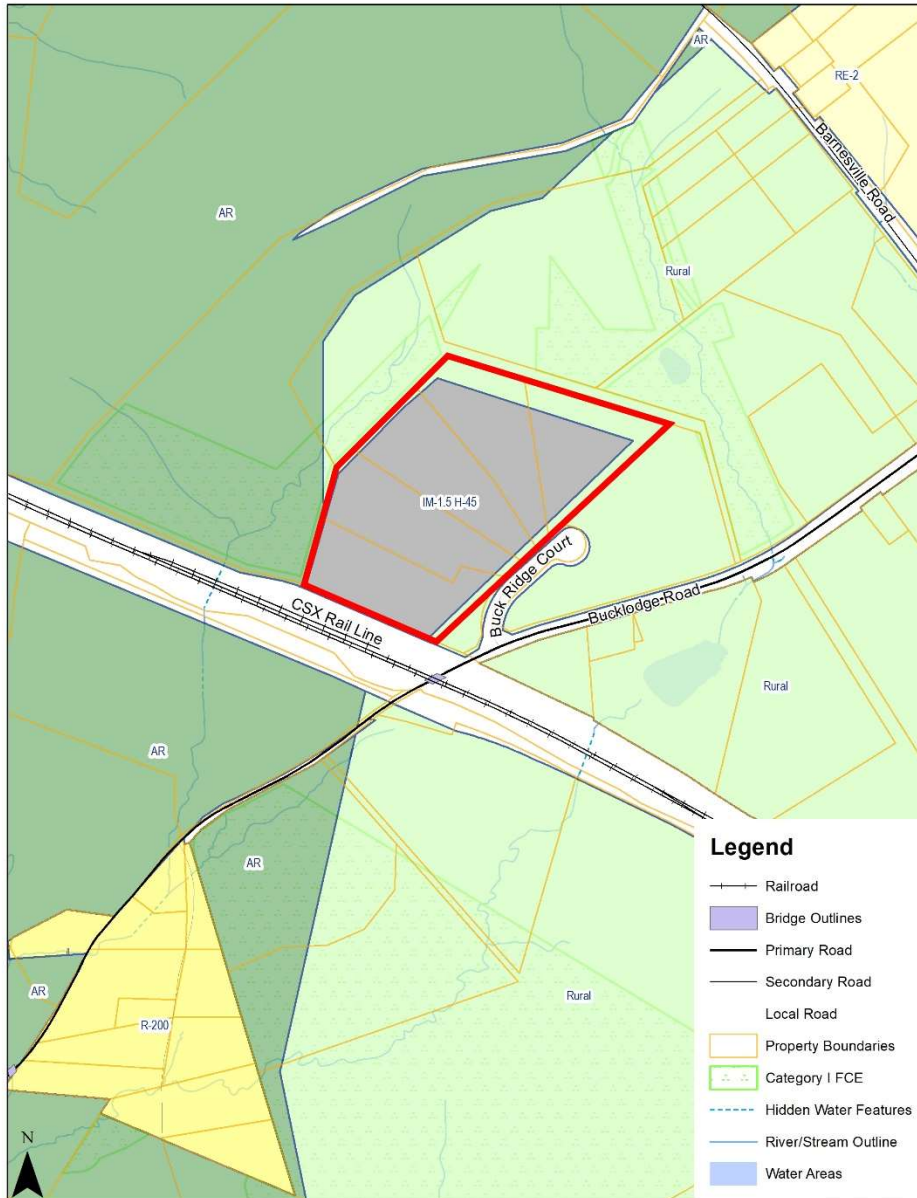 AR
RE-2
Barnesville Road
AR
Rural
IM-1.5 H-45
Buck Ridge Court
CSX Rail Line
Bucklodge Road
Rural
AR
AR
AR
Rural
R-200
N
Legend
Railroad
Bridge Outlines
Primary Road
Secondary Road
Local Road
Property Boundaries
Category I FCE
Hidden Water Features
River/Stream Outline
Water Areas